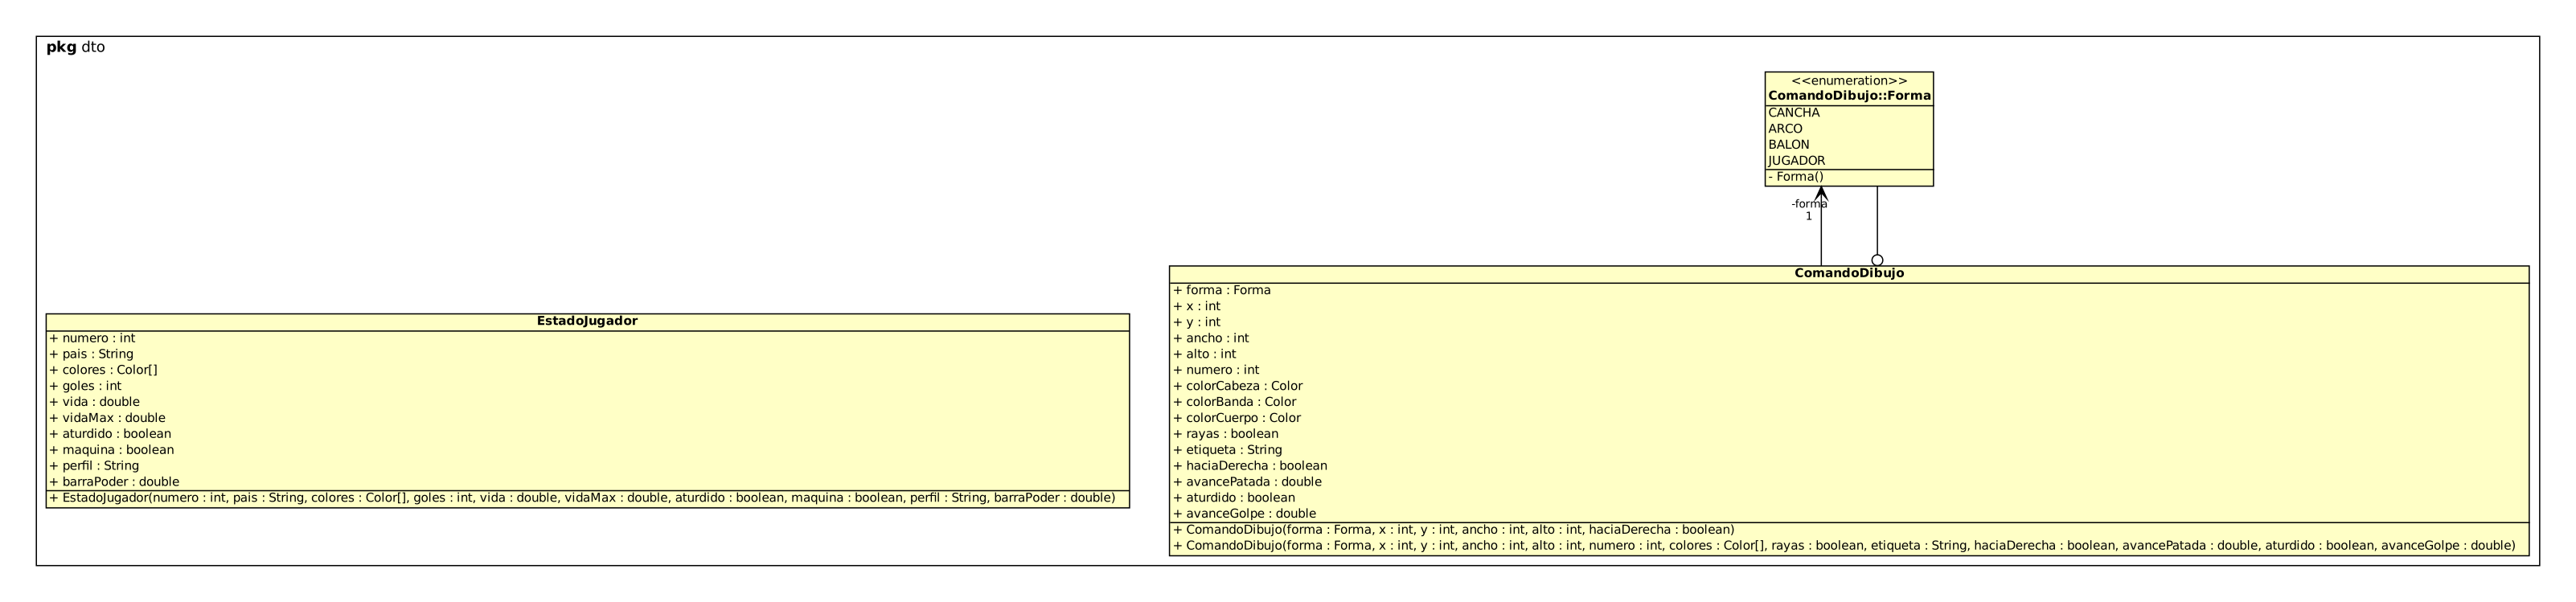 pkg dto
<<enumeration>>
ComandoDibujo::Forma
CANCHA
ARCO
BALON
JUGADOR
- Forma()
-forma
1
EstadoJugador
+ numero : int
+ pais : String
+ colores : Color[]
+ goles : int
+ vida : double
+ vidaMax : double
+ aturdido : boolean
+ maquina : boolean
+ perfil : String
+ barraPoder : double
+ EstadoJugador(numero : int, pais : String, colores : Color[], goles : int, vida : double, vidaMax : double, aturdido : boolean, maquina : boolean, perfil : String, barraPoder : double)
ComandoDibujo
+ forma : Forma
+ x : int
+ y : int
+ ancho : int
+ alto : int
+ numero : int
+ colorCabeza : Color
+ colorBanda : Color
+ colorCuerpo : Color
+ rayas : boolean
+ etiqueta : String
+ haciaDerecha : boolean
+ avancePatada : double
+ aturdido : boolean
+ avanceGolpe : double
+ ComandoDibujo(forma : Forma, x : int, y : int, ancho : int, alto : int, haciaDerecha : boolean)
+ ComandoDibujo(forma : Forma, x : int, y : int, ancho : int, alto : int, numero : int, colores : Color[], rayas : boolean, etiqueta : String, haciaDerecha : boolean, avancePatada : double, aturdido : boolean, avanceGolpe : double)